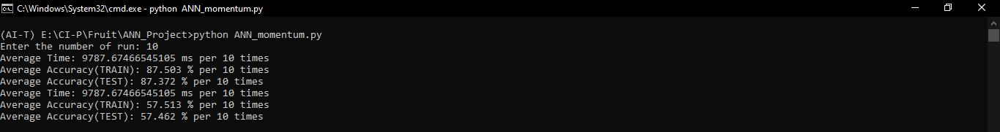 C:\Windows\System32\cmd.exe - python  ANN_momentum.py
(AI-T) E:\CI-P\Fruit\ANN_Project>python ANN_momentum.py
Enter the number of run: 10
Average Time: 9787.67466545105 ms per 10 times
Average Accuracy(TRAIN): 87.503 % per 10 times
Average Accuracy(TEST): 87.372 % per 10 times
Average Time: 9787.67466545105 ms per 10 times
Average Accuracy(TRAIN): 57.513 % per 10 times
Average Accuracy(TEST): 57.462 % per 10 times